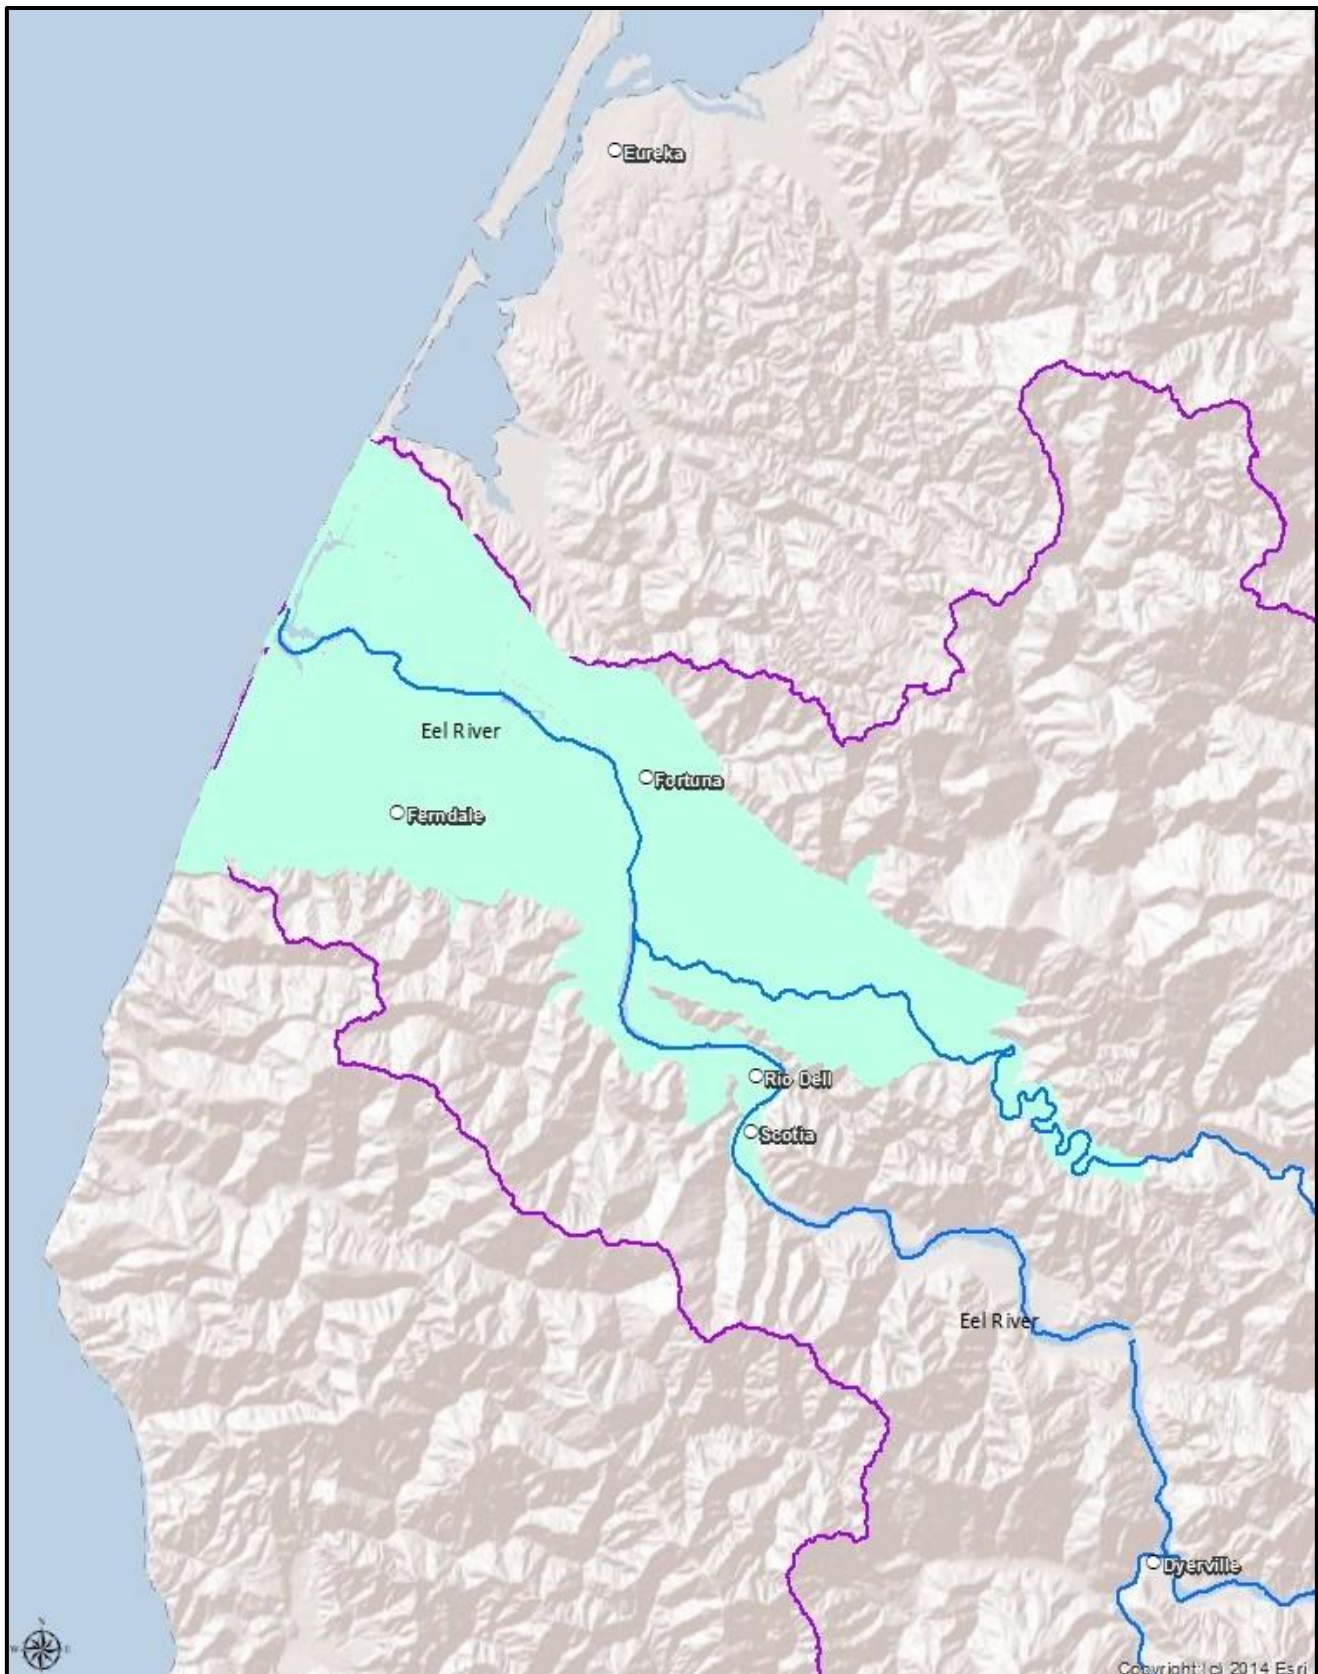 Eureka
Eel River
Fortuna
Ferndale
Rio Dell
Scotia
Eel River
Dyerville
N
W E
Copyright:(c) 2014 Esri